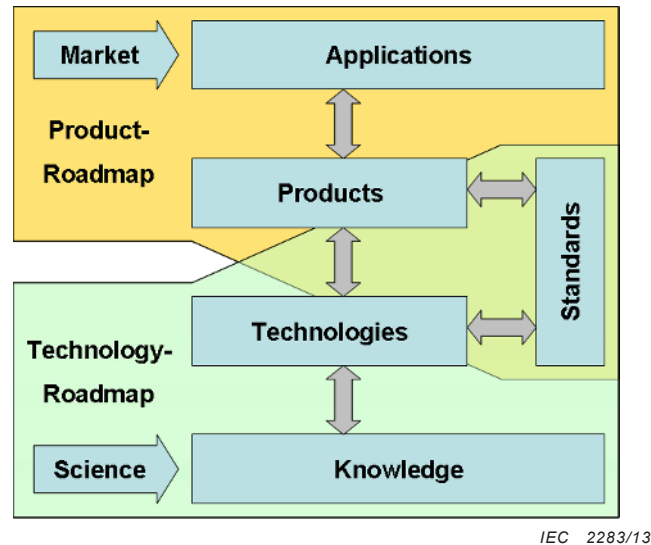 Market
Applications
Product-
Roadmap
Products
Standards
Technologies
Technology-
Roadmap
Science
Knowledge
IEC 2283/13